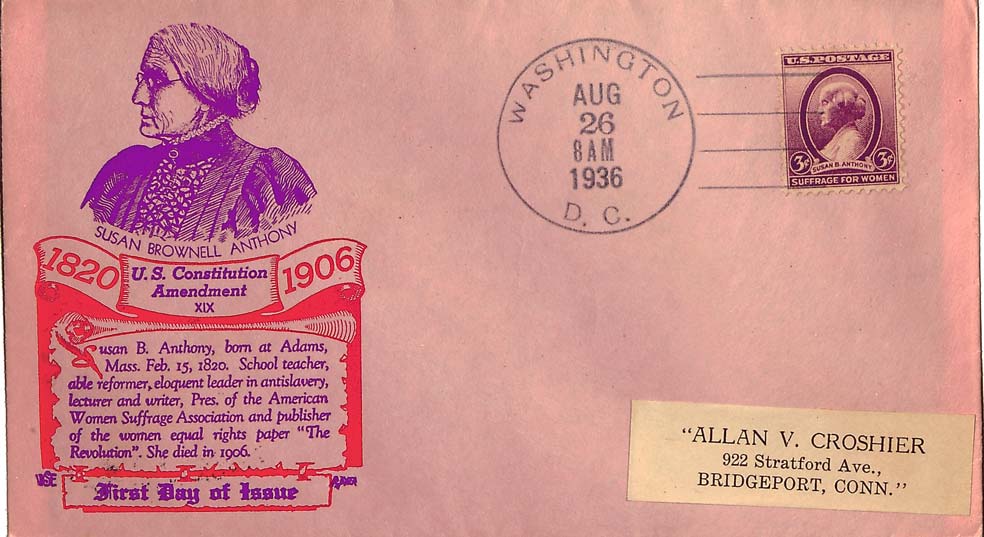 SUSAN BROWNELL ANTHONY
1820
U. S. Constitution
Amendment
XIX
1906
Susan B. Anthony, born at Adams,
Mass. Feb. 15, 1820. School teacher,
able reformer, eloquent leader in antislavery,
lecturer and writer, Pres. of the American
Women Suffrage Association and publisher
of the women equal rights paper "The
Revolution". She died in 1906.
First Day of Issue
WASHINGTON
AUG
26
8 AM
1936
D. C.
U.S. POSTAGE
3¢
SUSAN B. ANTHONY
3¢
SUFFRAGE FOR WOMEN
"ALLAN V. CROSHIER
922 Stratford Ave.,
BRIDGEPORT, CONN."